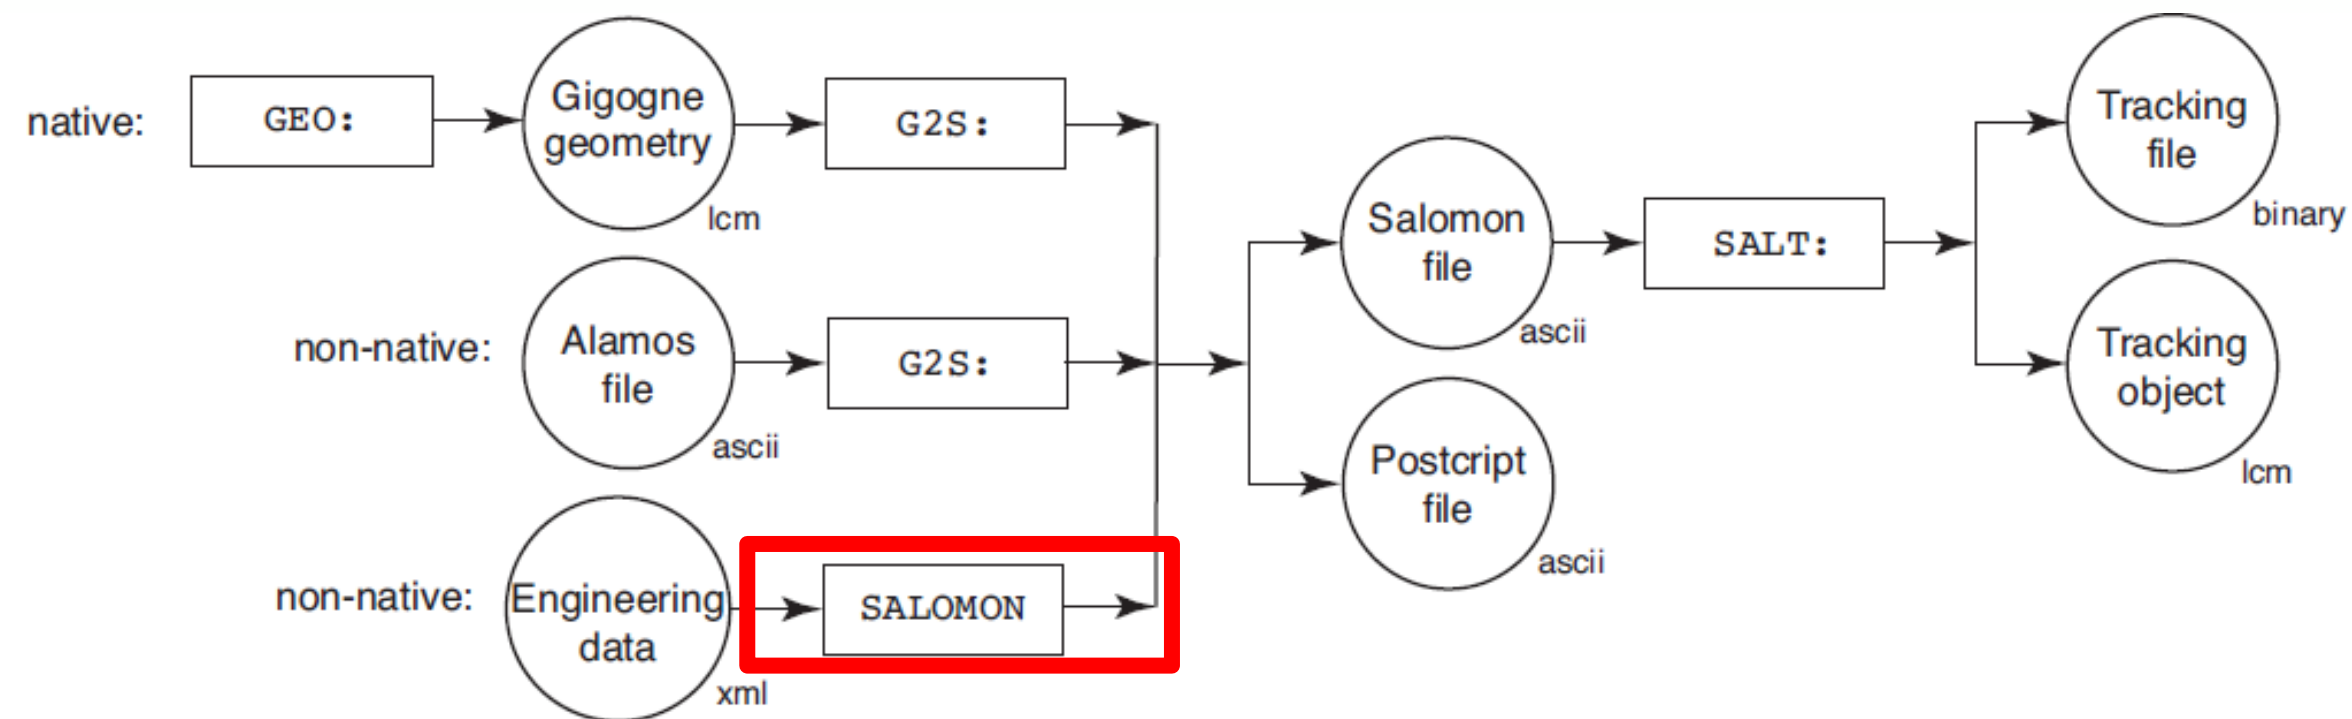 native:
GEO:
Gigogne
geometry
lcm
G2S:
non-native:
Alamos
file
ascii
G2S:
non-native:
Engineering
data
xml
SALOMON
Salomon
file
ascii
Postcript
file
ascii
SALT:
Tracking
file
binary
Tracking
object
lcm